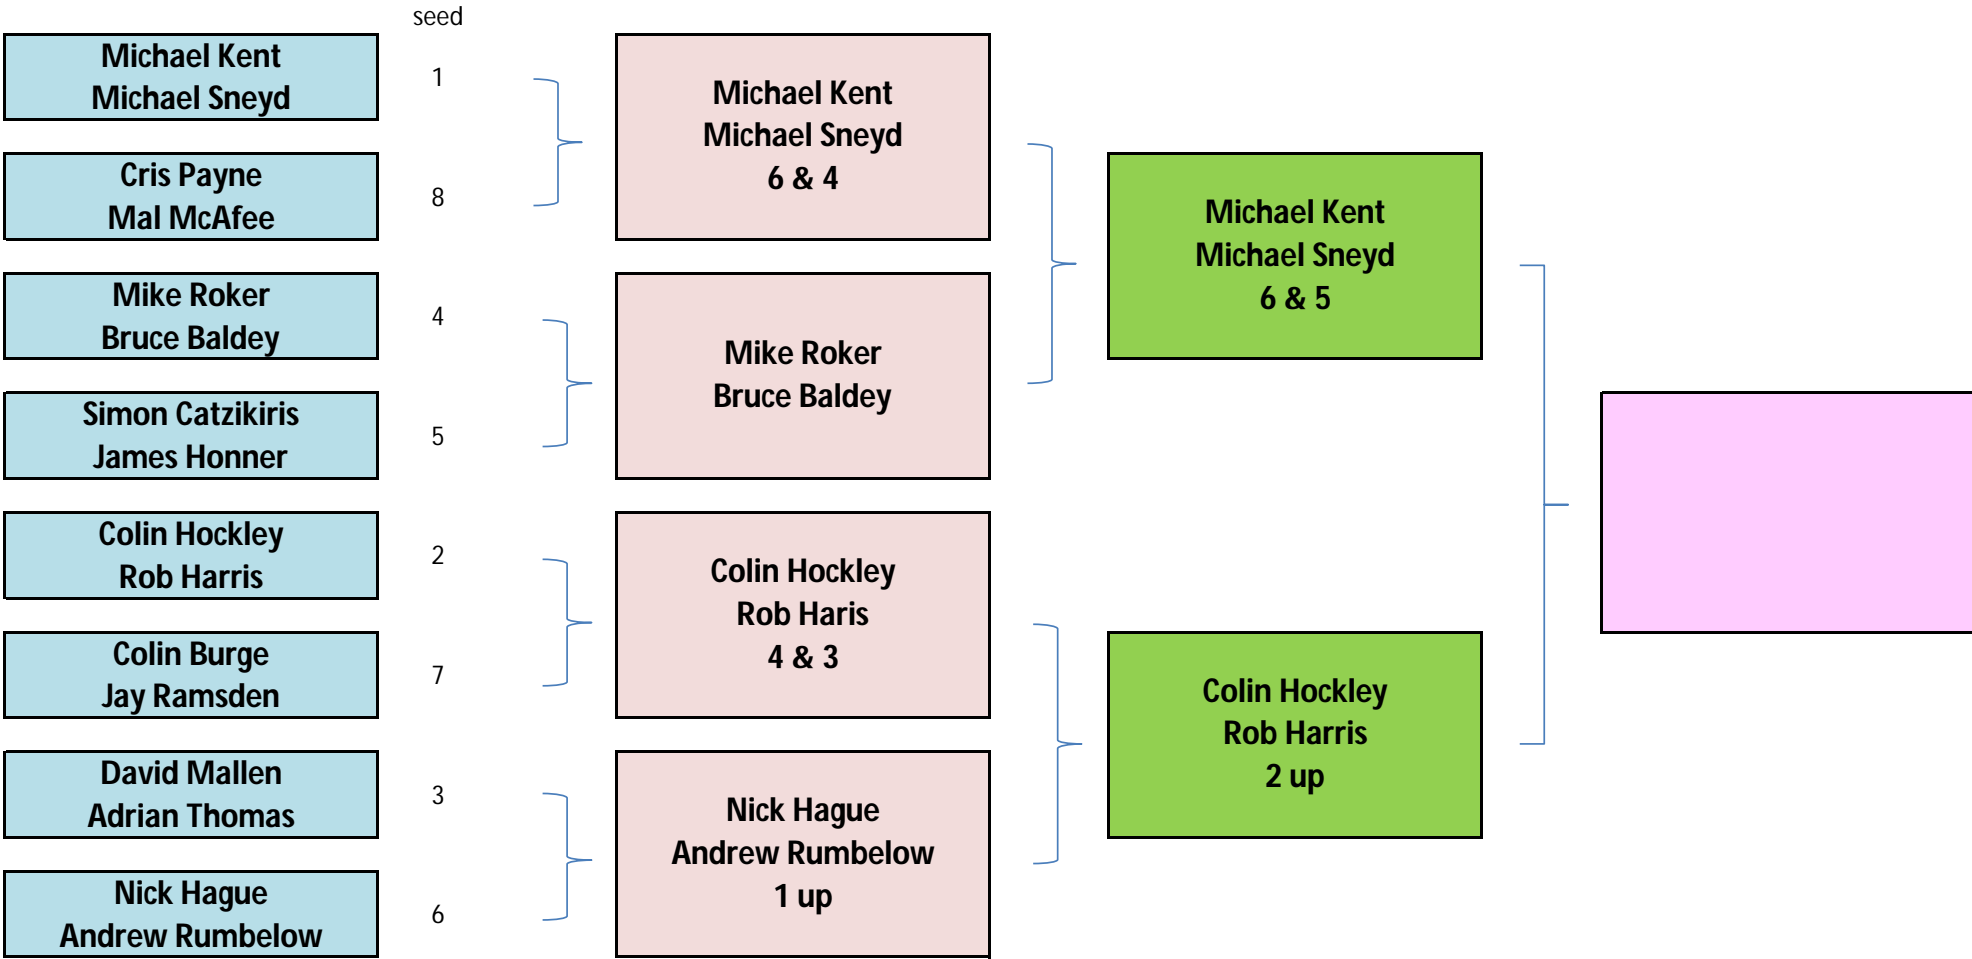 seed
Michael Kent
Michael Sneyd
1
Cris Payne
Mal McAfee
8
Mike Roker
Bruce Baldey
4
Simon Catzikiris
James Honner
5
Colin Hockley
Rob Harris
2
Colin Burge
Jay Ramsden
7
David Mallen
Adrian Thomas
3
Nick Hague
Andrew Rumbelow
6
Michael Kent
Michael Sneyd
6 & 4
Mike Roker
Bruce Baldey
Colin Hockley
Rob Haris
4 & 3
Nick Hague
Andrew Rumbelow
1 up
Michael Kent
Michael Sneyd
6 & 5
Colin Hockley
Rob Harris
2 up